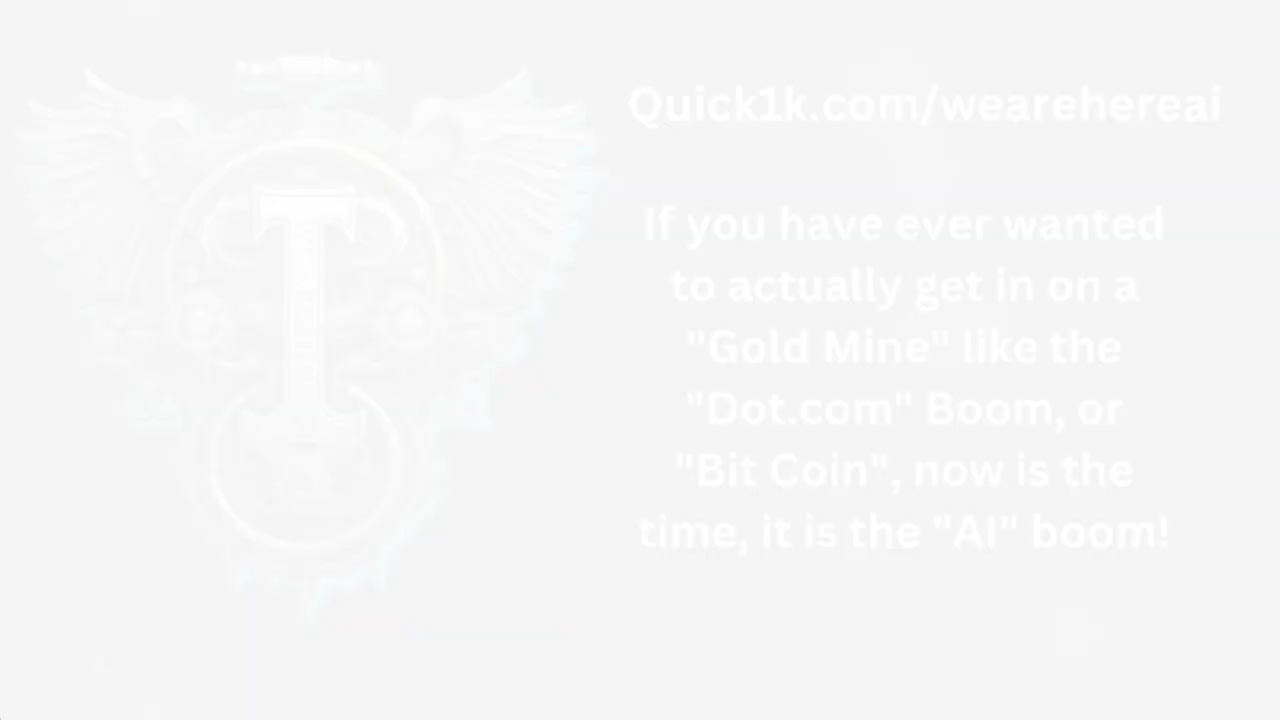 Quick1k.com/wearehereai
If you have ever wanted
to actually get in on a
"Gold Mine" like the
"Dot.com" Boom, or
"Bit Coin", now is the
time, it is the "AI" boom!